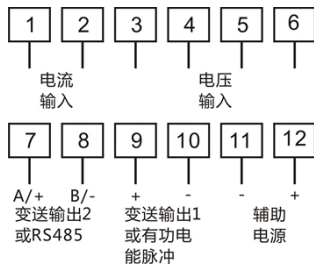 1 2 3 4 5 6
电流 电压
输入 输入
7 8 9 10 11 12
A/+ B/- + - - +
变送输出2 变送输出1 辅助
或RS485 或有功电 电源
能脉冲